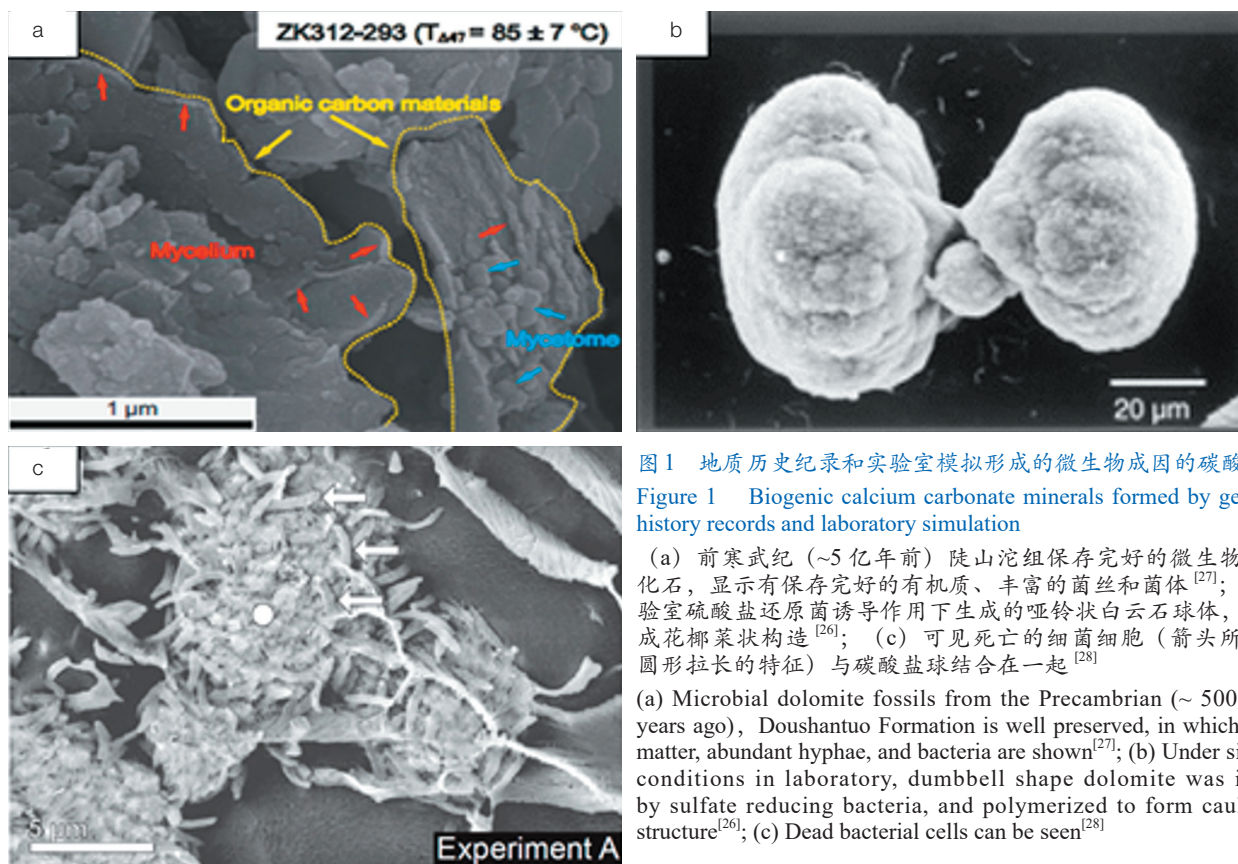 a
ZK312-293 (TΔ47 = 85 ± 7 °C)
Organic carbon materials
Mycelium
Mycetome
1 μm
b
20 μm
c
5 μm
Experiment A
图1 地质历史纪录和实验室模拟形成的微生物成因的碳酸
Figure 1 Biogenic calcium carbonate minerals formed by ge
history records and laboratory simulation
（a）前寒武纪（~5 亿年前）陡山沱组保存完好的微生物
化石，显示有保存完好的有机质、丰富的菌丝和菌体[27]；
验室硫酸盐还原菌诱导作用下生成的哑铃状白云石球体，
成花椰菜状构造[26]；（c）可见死亡的细菌细胞（箭头所
圆形拉长的特征）与碳酸盐球结合在一起[28]
(a) Microbial dolomite fossils from the Precambrian (~ 500
years ago), Doushantuo Formation is well preserved, in which
matter, abundant hyphae, and bacteria are shown[27]; (b) Under si
conditions in laboratory, dumbbell shape dolomite was i
by sulfate reducing bacteria, and polymerized to form caul
structure[26]; (c) Dead bacterial cells can be seen[28]